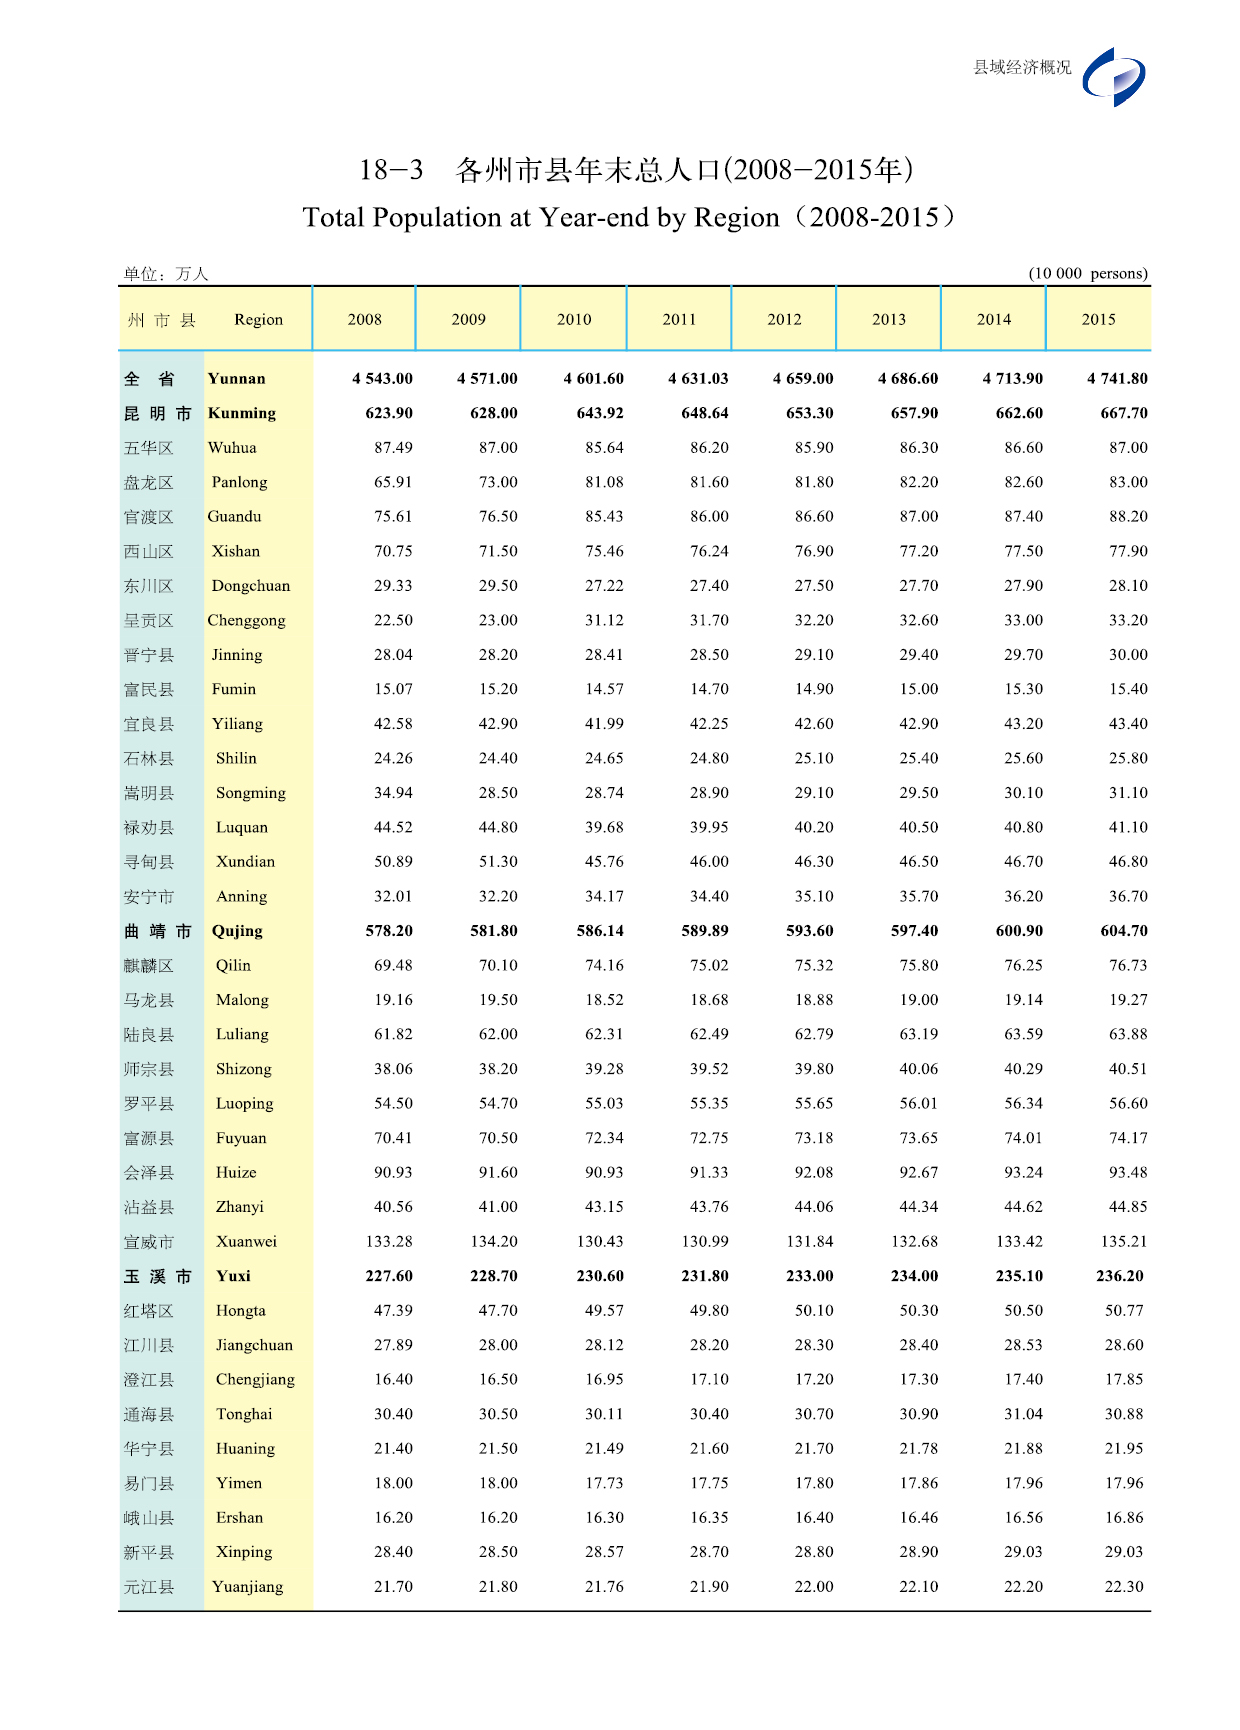 县域经济概况
18－3　各州市县年末总人口(2008－2015年)
Total Population at Year-end by Region（2008-2015）
单位：万人 (10 000 persons)
州 市 县 Region 2008 2009 2010 2011 2012 2013 2014 2015
全 省 Yunnan 4 543.00 4 571.00 4 601.60 4 631.03 4 659.00 4 686.60 4 713.90 4 741.80
昆 明 市 Kunming 623.90 628.00 643.92 648.64 653.30 657.90 662.60 667.70
五华区 Wuhua 87.49 87.00 85.64 86.20 85.90 86.30 86.60 87.00
盘龙区 Panlong 65.91 73.00 81.08 81.60 81.80 82.20 82.60 83.00
官渡区 Guandu 75.61 76.50 85.43 86.00 86.60 87.00 87.40 88.20
西山区 Xishan 70.75 71.50 75.46 76.24 76.90 77.20 77.50 77.90
东川区 Dongchuan 29.33 29.50 27.22 27.40 27.50 27.70 27.90 28.10
呈贡区 Chenggong 22.50 23.00 31.12 31.70 32.20 32.60 33.00 33.20
晋宁县 Jinning 28.04 28.20 28.41 28.50 29.10 29.40 29.70 30.00
富民县 Fumin 15.07 15.20 14.57 14.70 14.90 15.00 15.30 15.40
宜良县 Yiliang 42.58 42.90 41.99 42.25 42.60 42.90 43.20 43.40
石林县 Shilin 24.26 24.40 24.65 24.80 25.10 25.40 25.60 25.80
嵩明县 Songming 34.94 28.50 28.74 28.90 29.10 29.50 30.10 31.10
禄劝县 Luquan 44.52 44.80 39.68 39.95 40.20 40.50 40.80 41.10
寻甸县 Xundian 50.89 51.30 45.76 46.00 46.30 46.50 46.70 46.80
安宁市 Anning 32.01 32.20 34.17 34.40 35.10 35.70 36.20 36.70
曲 靖 市 Qujing 578.20 581.80 586.14 589.89 593.60 597.40 600.90 604.70
麒麟区 Qilin 69.48 70.10 74.16 75.02 75.32 75.80 76.25 76.73
马龙县 Malong 19.16 19.50 18.52 18.68 18.88 19.00 19.14 19.27
陆良县 Luliang 61.82 62.00 62.31 62.49 62.79 63.19 63.59 63.88
师宗县 Shizong 38.06 38.20 39.28 39.52 39.80 40.06 40.29 40.51
罗平县 Luoping 54.50 54.70 55.03 55.35 55.65 56.01 56.34 56.60
富源县 Fuyuan 70.41 70.50 72.34 72.75 73.18 73.65 74.01 74.17
会泽县 Huize 90.93 91.60 90.93 91.33 92.08 92.67 93.24 93.48
沾益县 Zhanyi 40.56 41.00 43.15 43.76 44.06 44.34 44.62 44.85
宣威市 Xuanwei 133.28 134.20 130.43 130.99 131.84 132.68 133.42 135.21
玉 溪 市 Yuxi 227.60 228.70 230.60 231.80 233.00 234.00 235.10 236.20
红塔区 Hongta 47.39 47.70 49.57 49.80 50.10 50.30 50.50 50.77
江川县 Jiangchuan 27.89 28.00 28.12 28.20 28.30 28.40 28.53 28.60
澄江县 Chengjiang 16.40 16.50 16.95 17.10 17.20 17.30 17.40 17.85
通海县 Tonghai 30.40 30.50 30.11 30.40 30.70 30.90 31.04 30.88
华宁县 Huaning 21.40 21.50 21.49 21.60 21.70 21.78 21.88 21.95
易门县 Yimen 18.00 18.00 17.73 17.75 17.80 17.86 17.96 17.96
峨山县 Ershan 16.20 16.20 16.30 16.35 16.40 16.46 16.56 16.86
新平县 Xinping 28.40 28.50 28.57 28.70 28.80 28.90 29.03 29.03
元江县 Yuanjiang 21.70 21.80 21.76 21.90 22.00 22.10 22.20 22.30